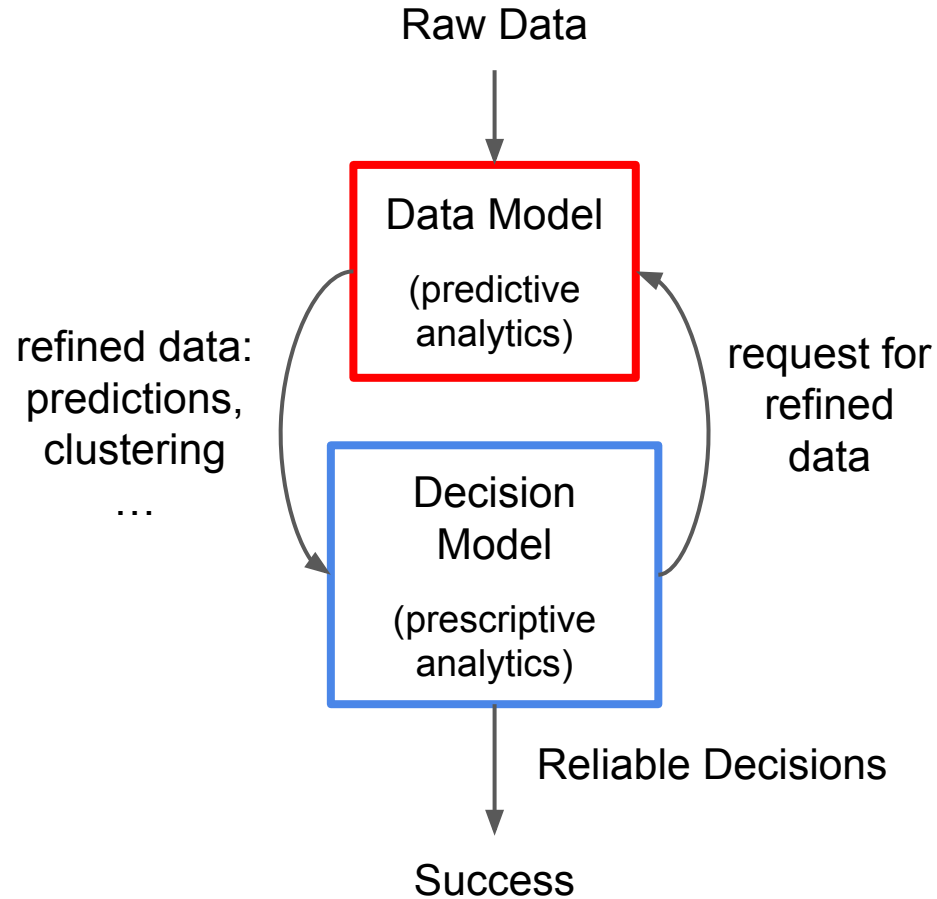 Raw Data
Data Model
(predictive
analytics)
refined data:
predictions,
clustering
…
request for
refined
data
Decision
Model
(prescriptive
analytics)
Reliable Decisions
Success